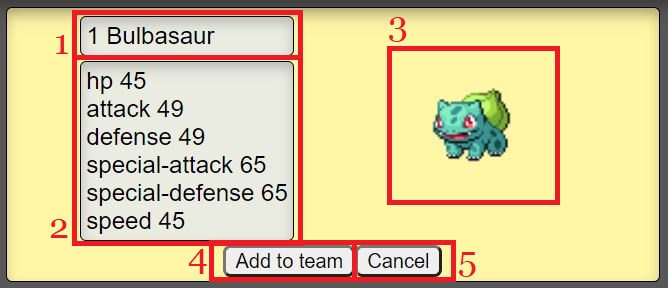 1
1 Bulbasaur
3
hp 45
attack 49
defense 49
special-attack 65
special-defense 65
speed 45
2
4
Add to team
Cancel
5